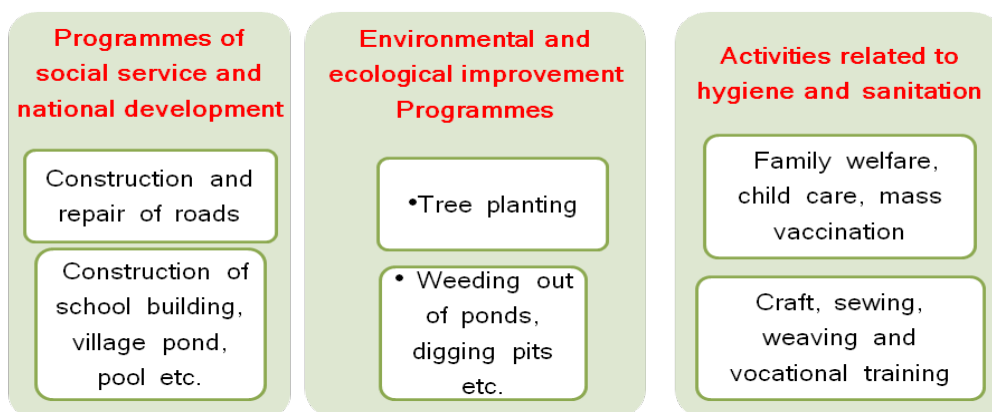 Programmes of
social service and
national development
Construction and
repair of roads
Construction of
school building,
village pond,
pool etc.
Environmental and
ecological improvement
Programmes
•Tree planting
• Weeding out
of ponds,
digging pits
etc.
Activities related to
hygiene and sanitation
Family welfare,
child care, mass
vaccination
Craft, sewing,
weaving and
vocational training